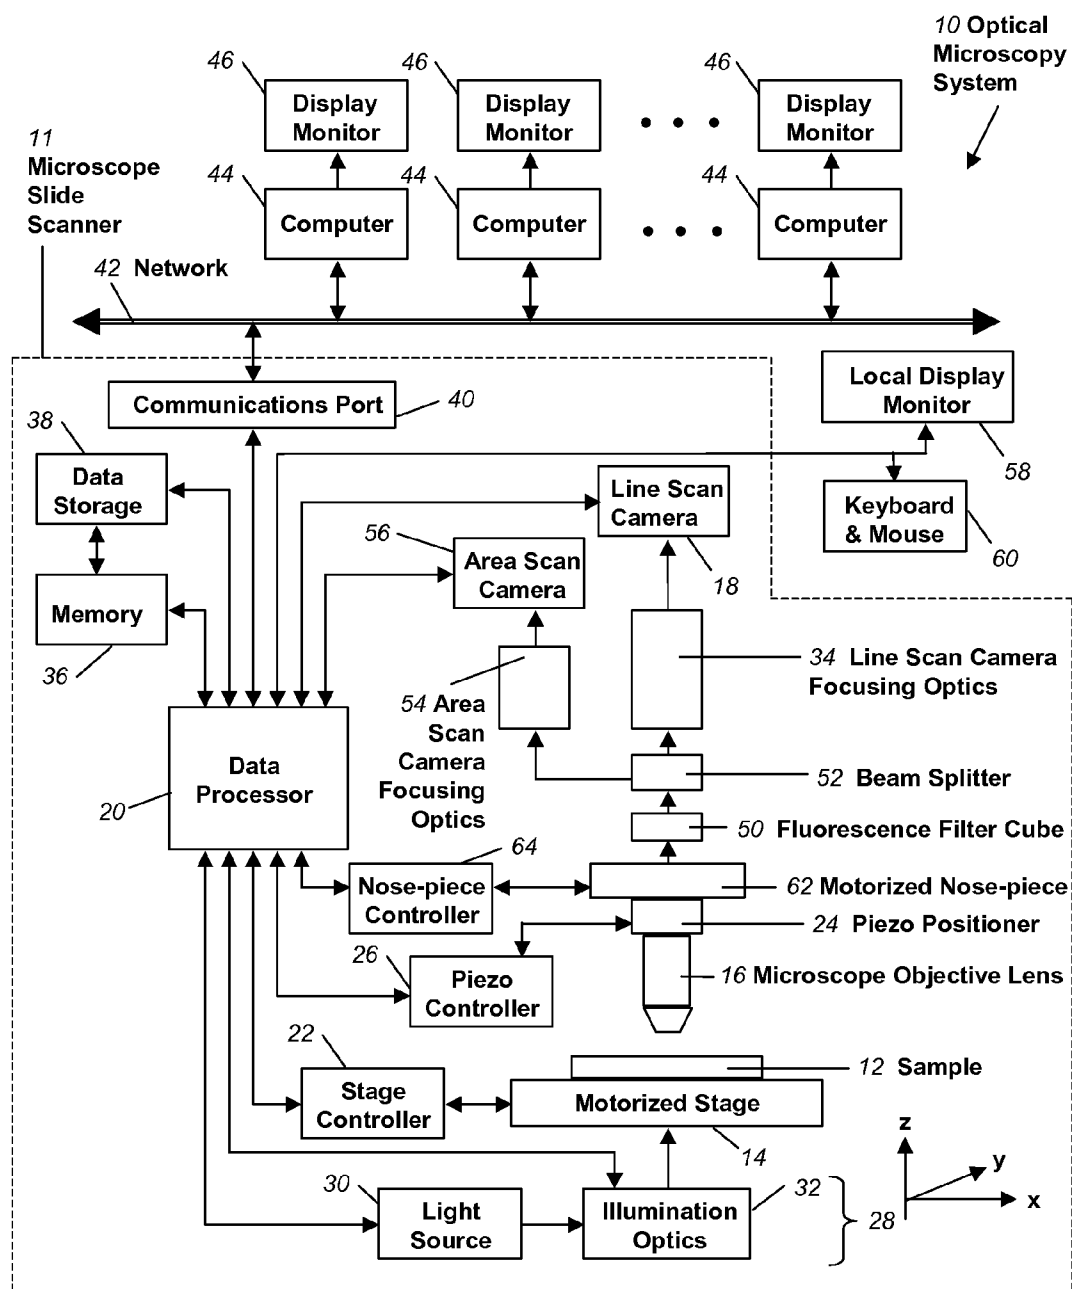 10 Optical
Microscopy
System
46
46
46
Display
Monitor
Display
Monitor
Display
Monitor
11
Microscope
Slide
Scanner
44
44
44
Computer
Computer
Computer
42 Network
Communications Port
40
Local Display
Monitor
58
38
Data
Storage
Line Scan
Camera
18
Keyboard
& Mouse
60
56
Area Scan
Camera
Memory
36
34 Line Scan Camera
Focusing Optics
54 Area
Scan
Camera
Focusing
Optics
Data
Processor
20
52 Beam Splitter
50 Fluorescence Filter Cube
64
Nose-piece
Controller
62 Motorized Nose-piece
24 Piezo Positioner
26
Piezo
Controller
16 Microscope Objective Lens
22
Stage
Controller
12 Sample
Motorized Stage
14
30
Light
Source
Illumination
Optics
32
28
z
y
x